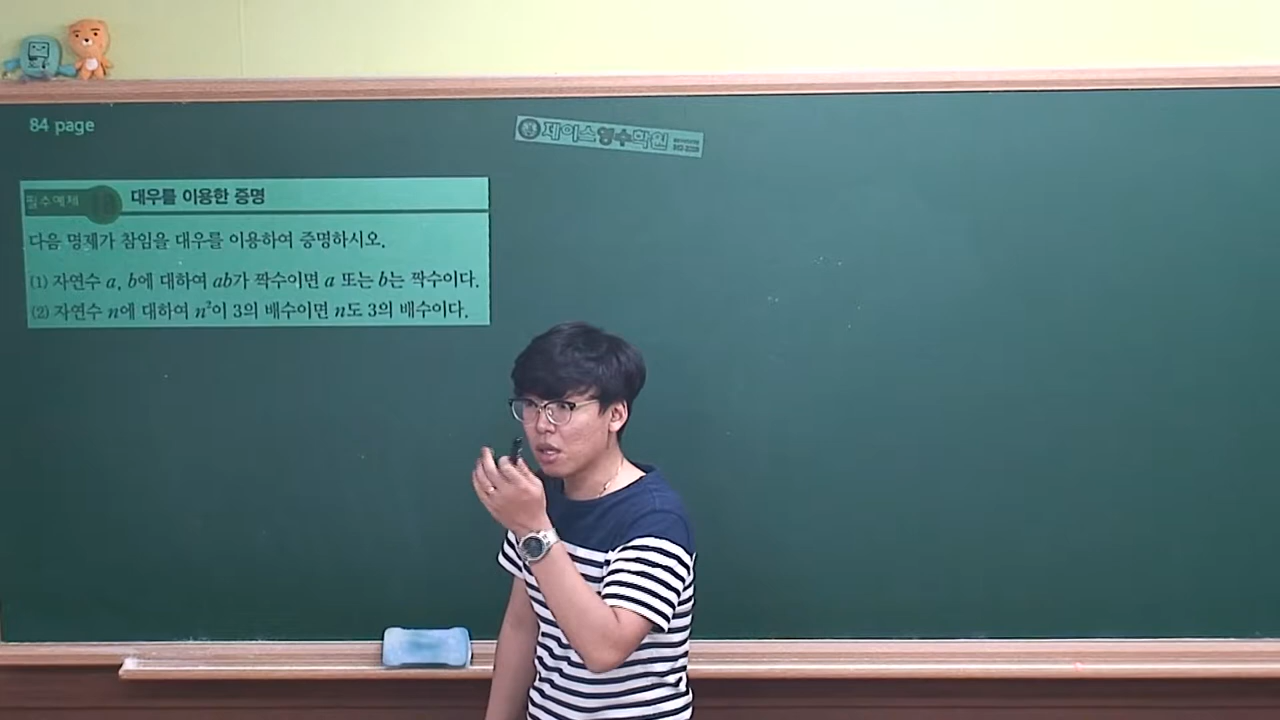 84 page
제이스영수학원
필수예제 대우를 이용한 증명
다음 명제가 참임을 대우를 이용하여 증명하시오.
(1) 자연수 a, b에 대하여 ab가 짝수이면 a 또는 b는 짝수이다.
(2) 자연수 n에 대하여 n²이 3의 배수이면 n도 3의 배수이다.